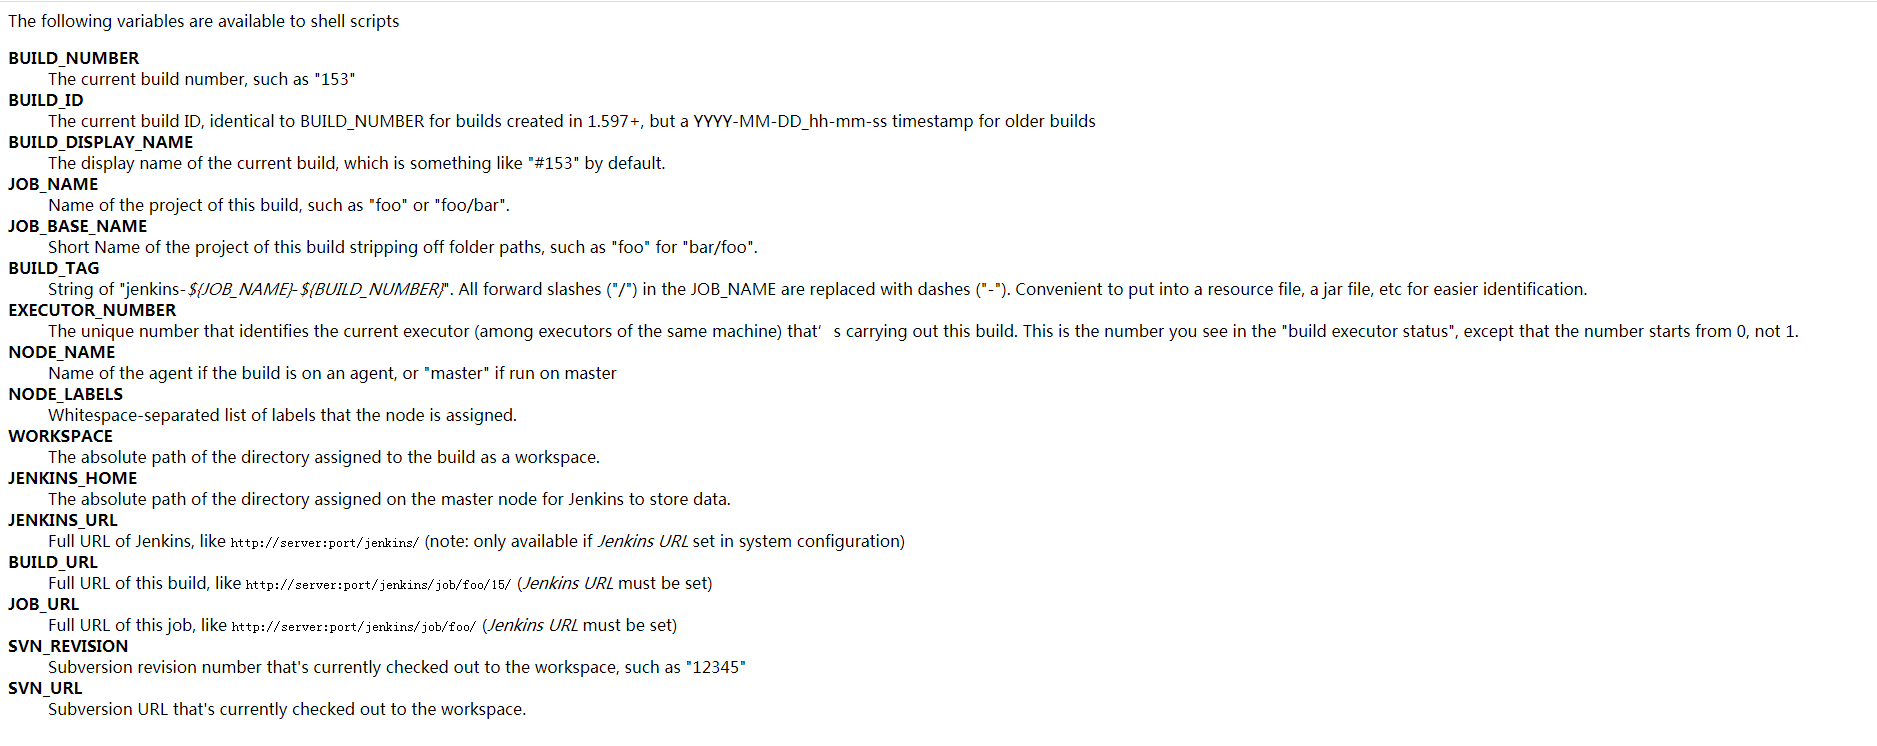 The following variables are available to shell scripts
BUILD_NUMBER
The current build number, such as "153"
BUILD_ID
The current build ID, identical to BUILD_NUMBER for builds created in 1.597+, but a YYYY-MM-DD_hh-mm-ss timestamp for older builds
BUILD_DISPLAY_NAME
The display name of the current build, which is something like "#153" by default.
JOB_NAME
Name of the project of this build, such as "foo" or "foo/bar".
JOB_BASE_NAME
Short Name of the project of this build stripping off folder paths, such as "foo" for "bar/foo".
BUILD_TAG
String of "jenkins-${JOB_NAME}-${BUILD_NUMBER}". All forward slashes ("/") in the JOB_NAME are replaced with dashes ("-"). Convenient to put into a resource file, a jar file, etc for easier identification.
EXECUTOR_NUMBER
The unique number that identifies the current executor (among executors of the same machine) that’s carrying out this build. This is the number you see in the "build executor status", except that the number starts from 0, not 1.
NODE_NAME
Name of the agent if the build is on an agent, or "master" if run on master
NODE_LABELS
Whitespace-separated list of labels that the node is assigned.
WORKSPACE
The absolute path of the directory assigned to the build as a workspace.
JENKINS_HOME
The absolute path of the directory assigned on the master node for Jenkins to store data.
JENKINS_URL
Full URL of Jenkins, like http://server:port/jenkins/ (note: only available if Jenkins URL set in system configuration)
BUILD_URL
Full URL of this build, like http://server:port/jenkins/job/foo/15/ (Jenkins URL must be set)
JOB_URL
Full URL of this job, like http://server:port/jenkins/job/foo/ (Jenkins URL must be set)
SVN_REVISION
Subversion revision number that's currently checked out to the workspace, such as "12345"
SVN_URL
Subversion URL that's currently checked out to the workspace.